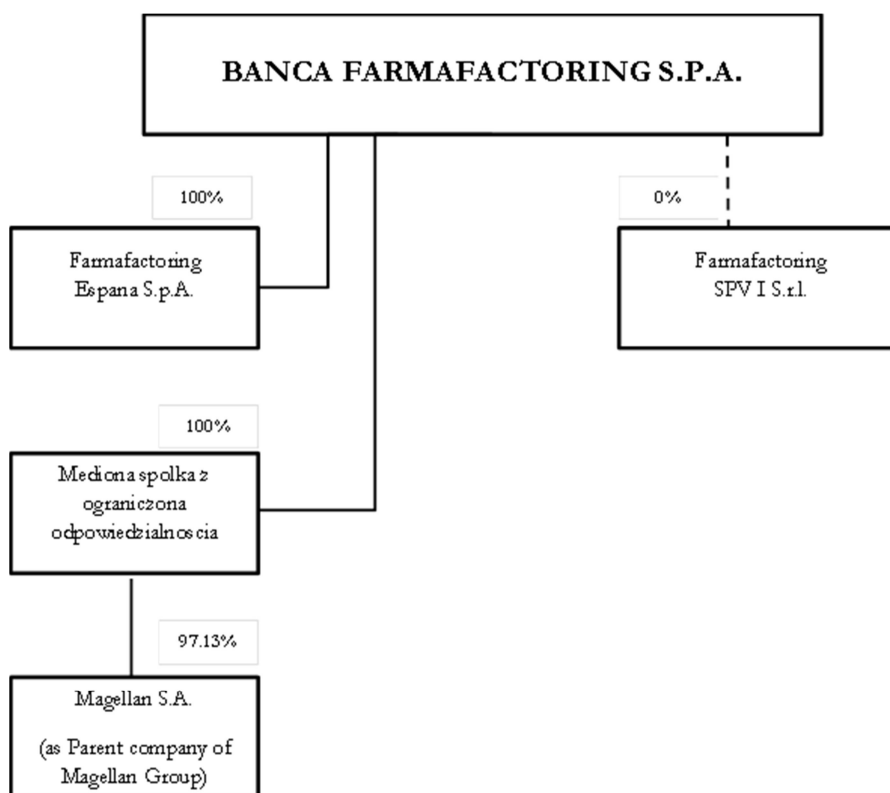 BANCA FARMAFACTORING S.P.A.
100%
0%
Farmafactoring
Espana S.p.A.
Farmafactoring
SPV I S.r.l.
100%
Mediona spolka z
ograniczona
odpowiedzialnoscia
97.13%
Magellan S.A.
(as Parent company of
Magellan Group)